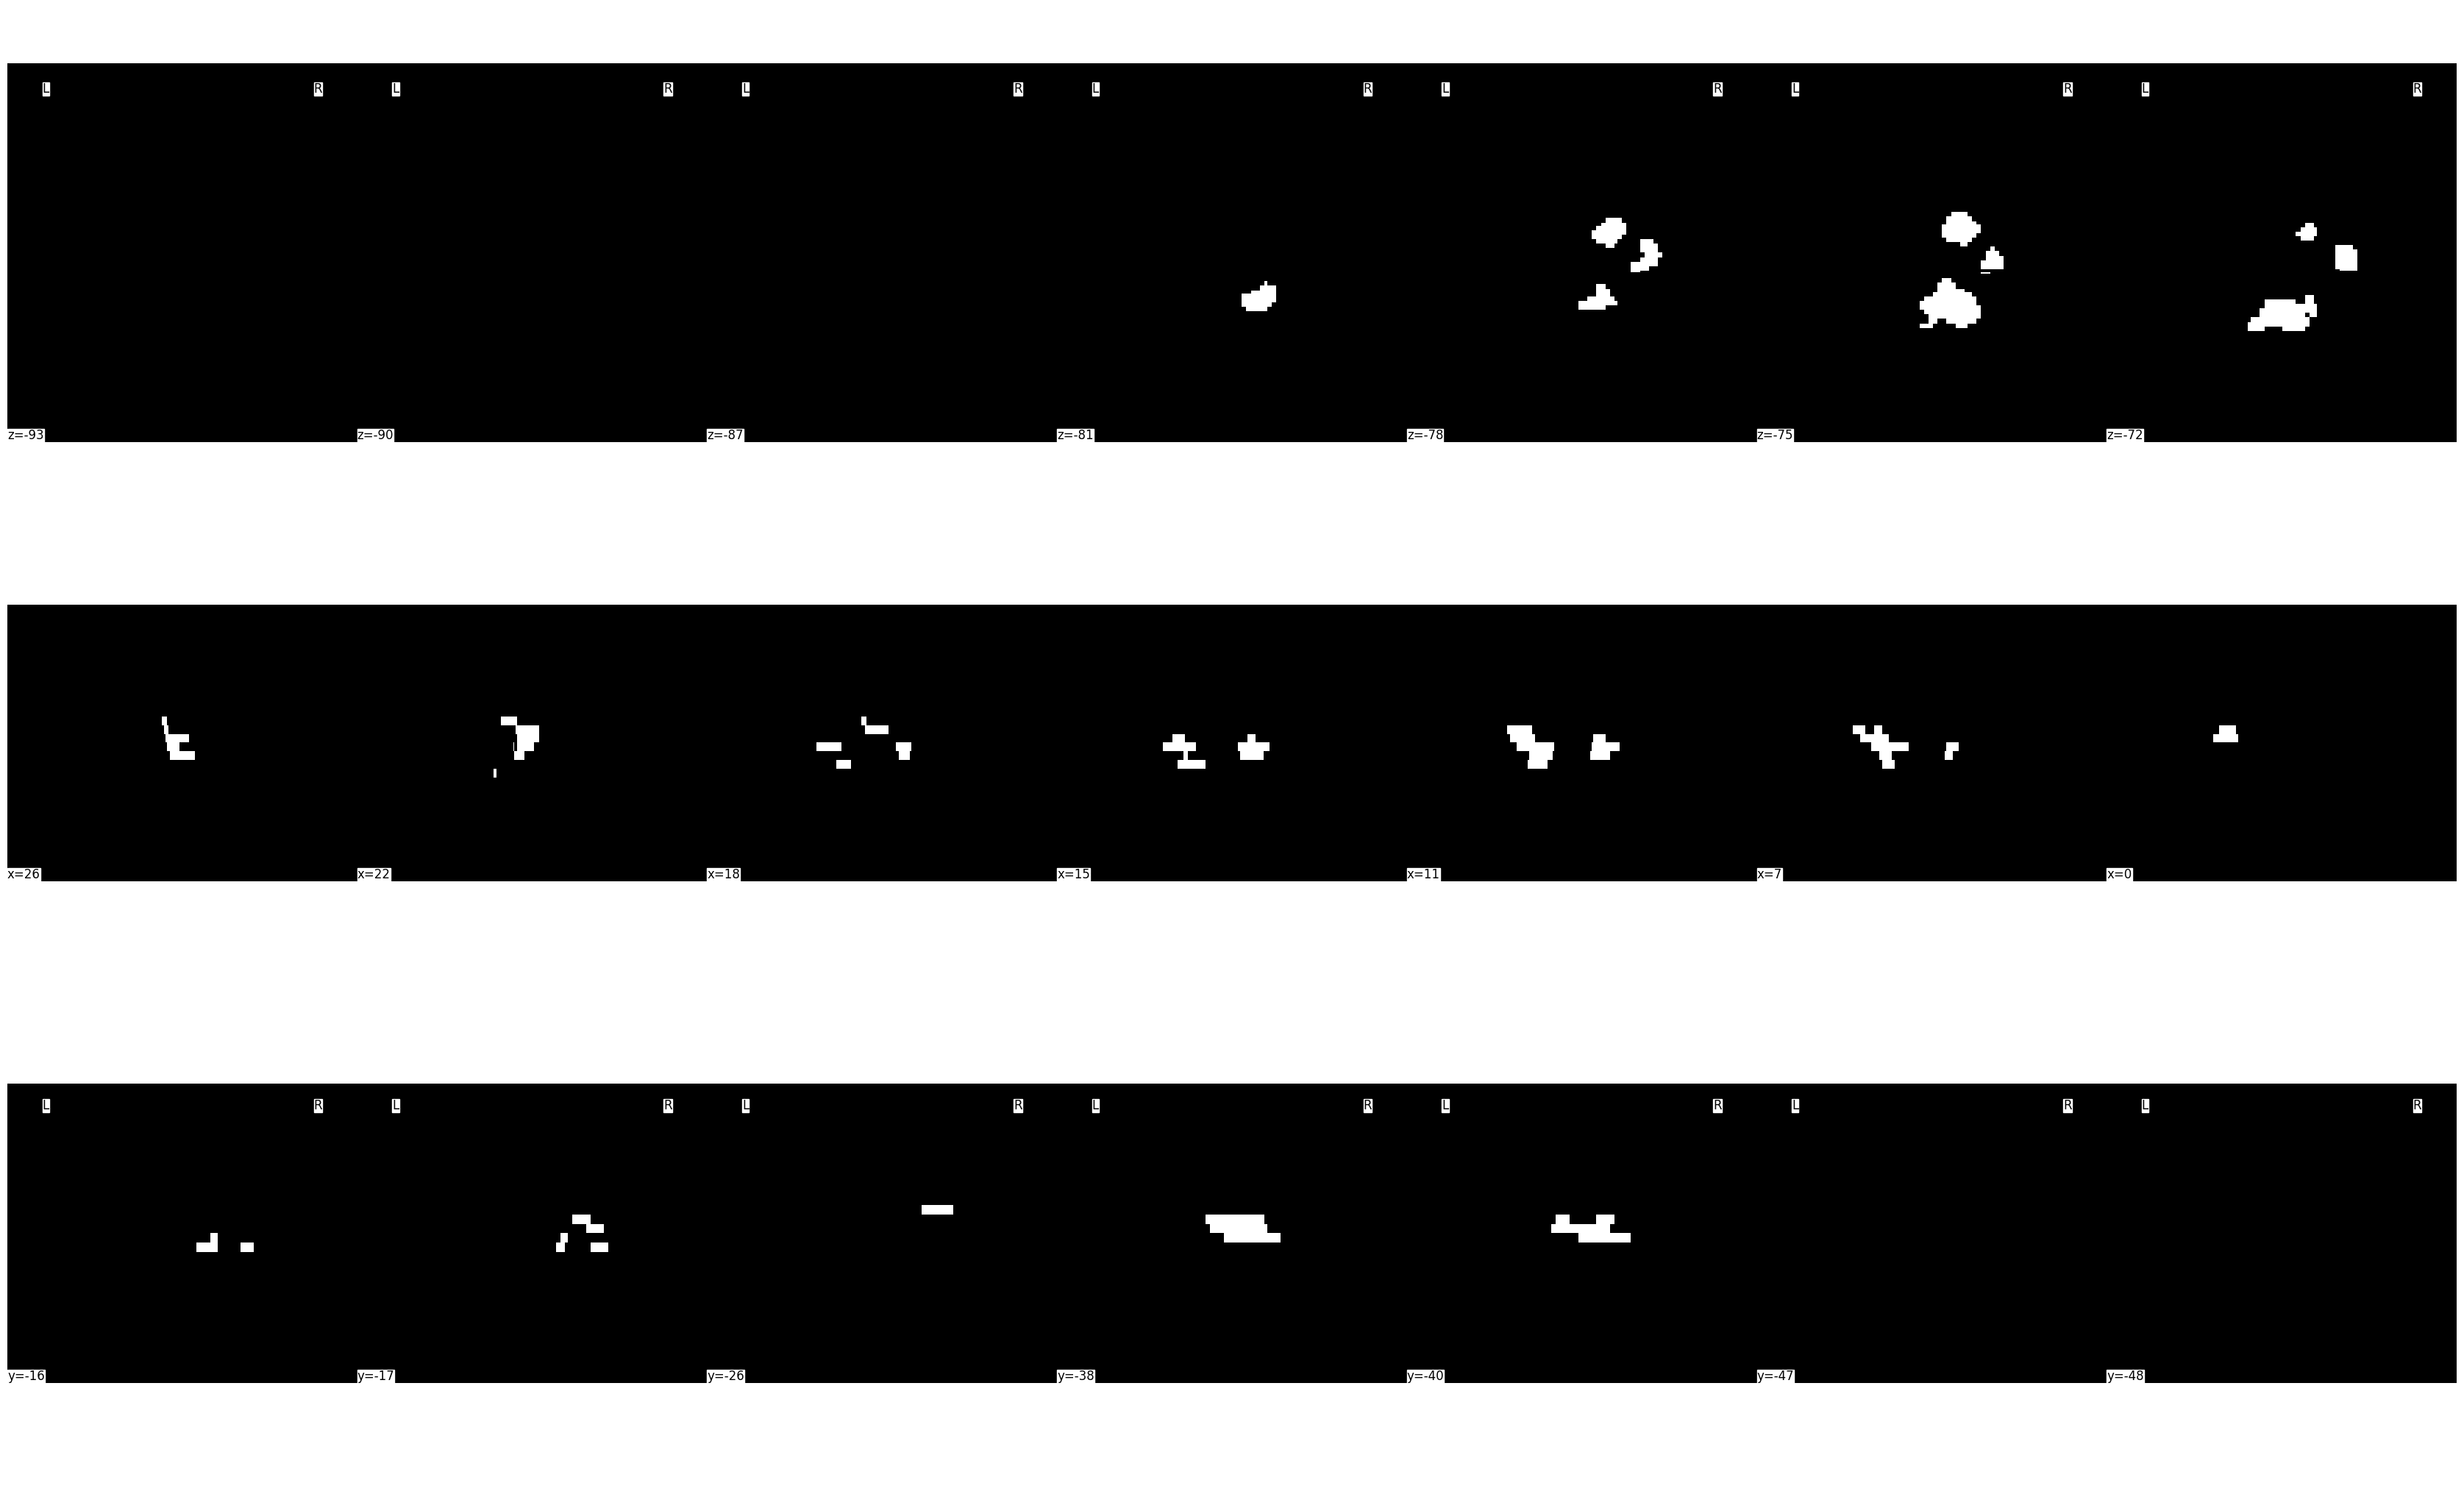 L R L R L R L R L R L R L R
z=-93 z=-90 z=-87 z=-81 z=-78 z=-75 z=-72
x=26 x=22 x=18 x=15 x=11 x=7 x=0
L R L R L R L R L R L R L R
y=-16 y=-17 y=-26 y=-38 y=-40 y=-47 y=-48